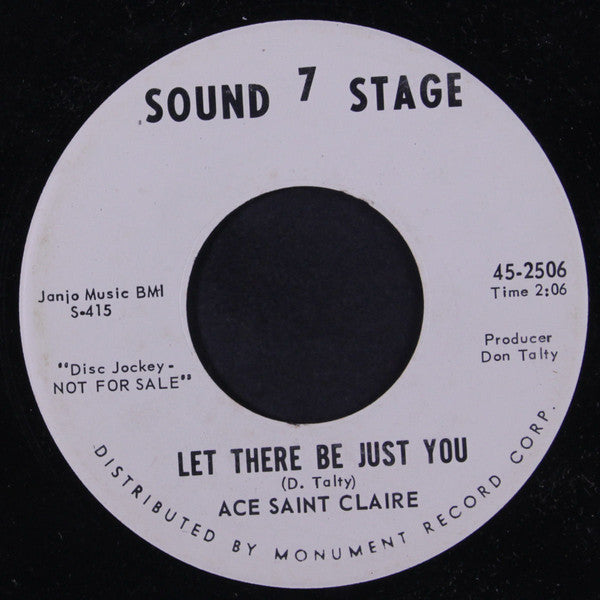 SOUND 7 STAGE
45-2506
Time 2:06
Janjo Music BMI
S-415
Producer
Don Talty
"Disc Jockey-
NOT FOR SALE"
LET THERE BE JUST YOU
(D. Talty)
ACE SAINT CLAIRE
DISTRIBUTED BY MONUMENT RECORD CORP.